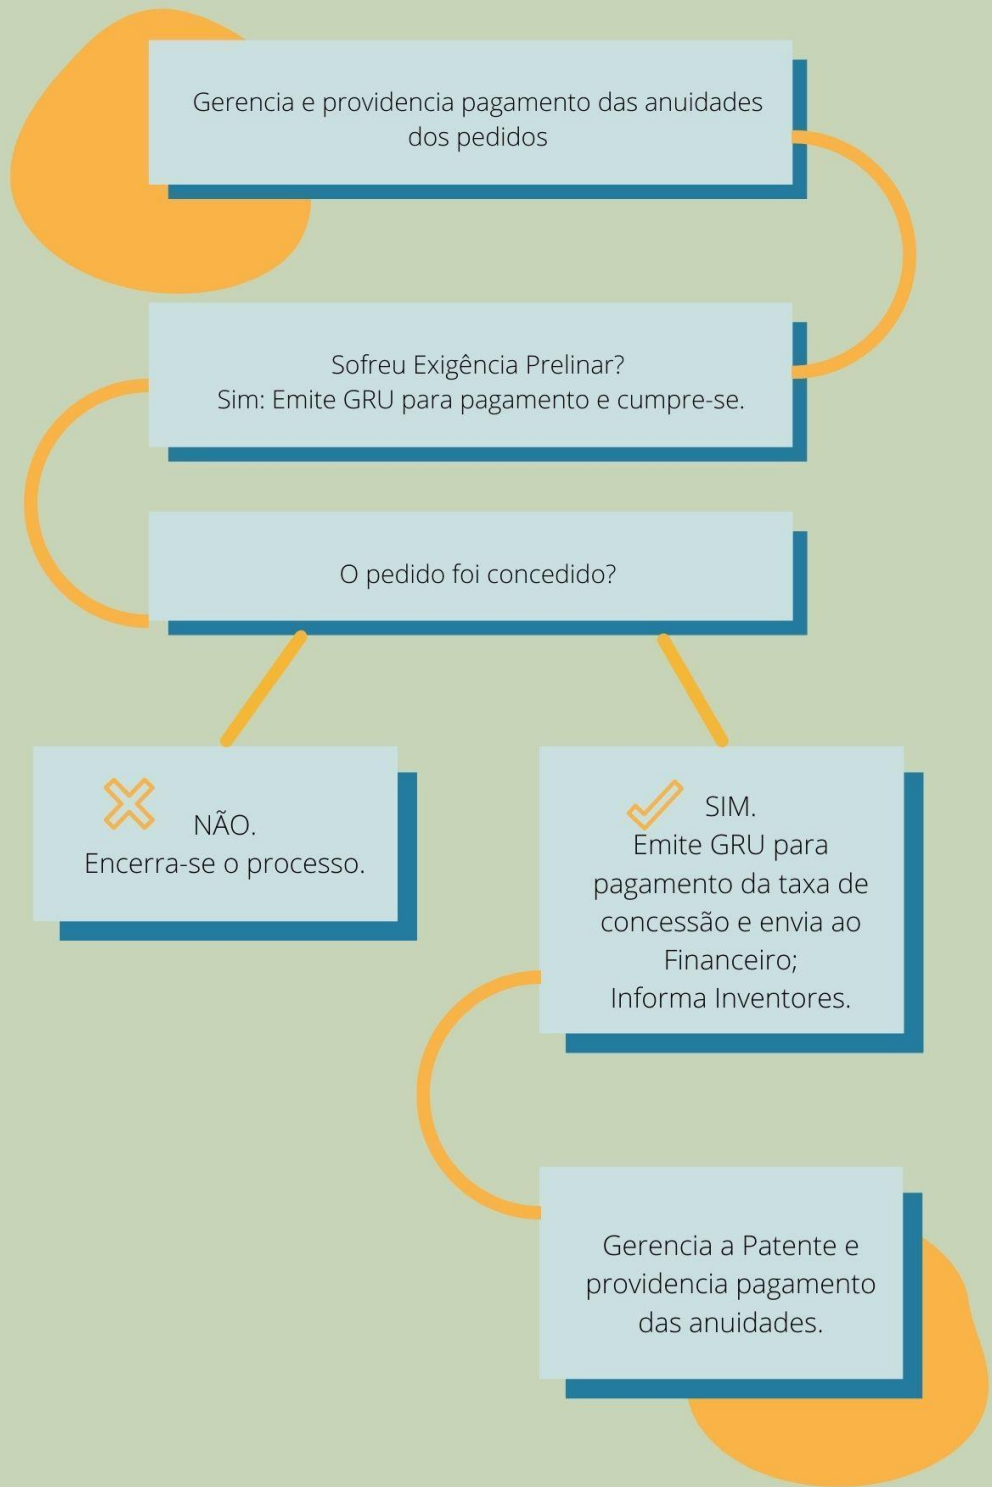 Gerencia e providencia pagamento das anuidades
dos pedidos
Sofreu Exigência Prelinar?
Sim: Emite GRU para pagamento e cumpre-se.
O pedido foi concedido?
NÃO.
Encerra-se o processo.
SIM.
Emite GRU para
pagamento da taxa de
concessão e envia ao
Financeiro;
Informa Inventores.
Gerencia a Patente e
providencia pagamento
das anuidades.